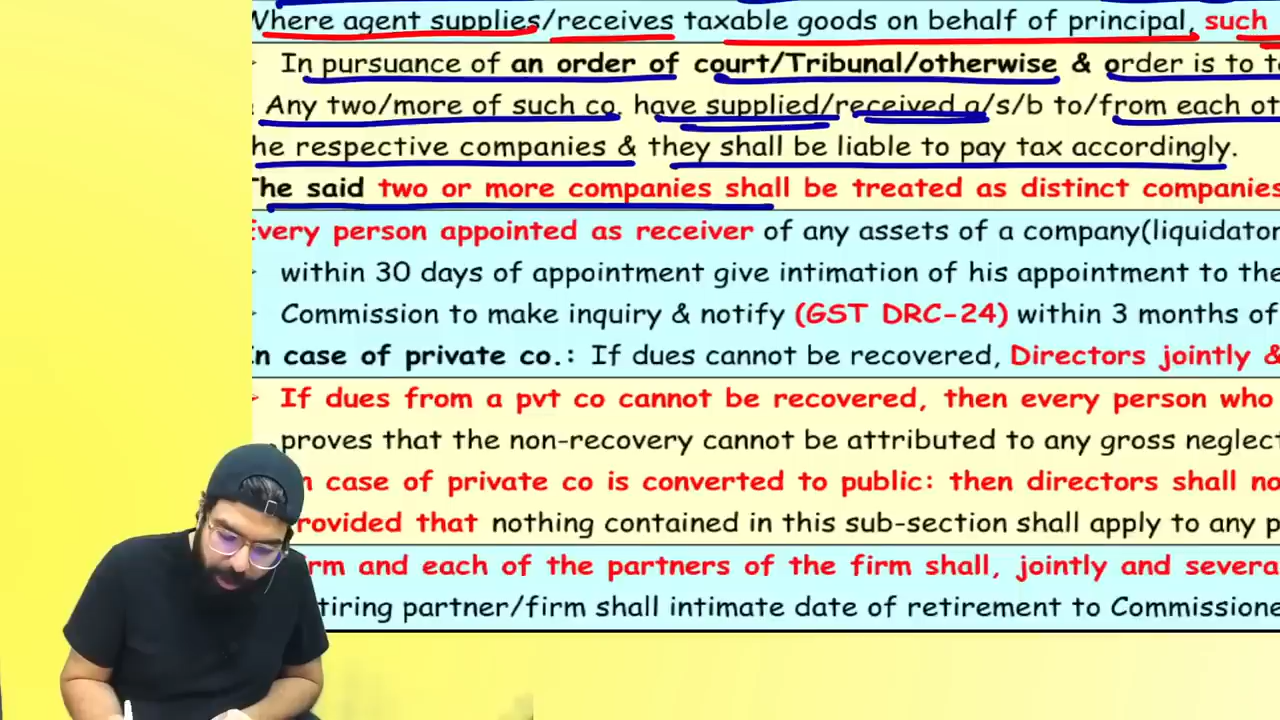 Where agent supplies/receives taxable goods on behalf of principal, such
In pursuance of an order of court/Tribunal/otherwise & order is to t
Any two/more of such co. have supplied/received g/s/b to/from each ot
he respective companies & they shall be liable to pay tax accordingly.
The said two or more companies shall be treated as distinct companies
Every person appointed as receiver of any assets of a company(liquidator
within 30 days of appointment give intimation of his appointment to the
Commission to make inquiry & notify (GST DRC-24) within 3 months of
In case of private co.: If dues cannot be recovered, Directors jointly &
If dues from a pvt co cannot be recovered, then every person who
proves that the non-recovery cannot be attributed to any gross neglect
n case of private co is converted to public: then directors shall no
rovided that nothing contained in this sub-section shall apply to any p
rm and each of the partners of the firm shall, jointly and severa
tiring partner/firm shall intimate date of retirement to Commissione